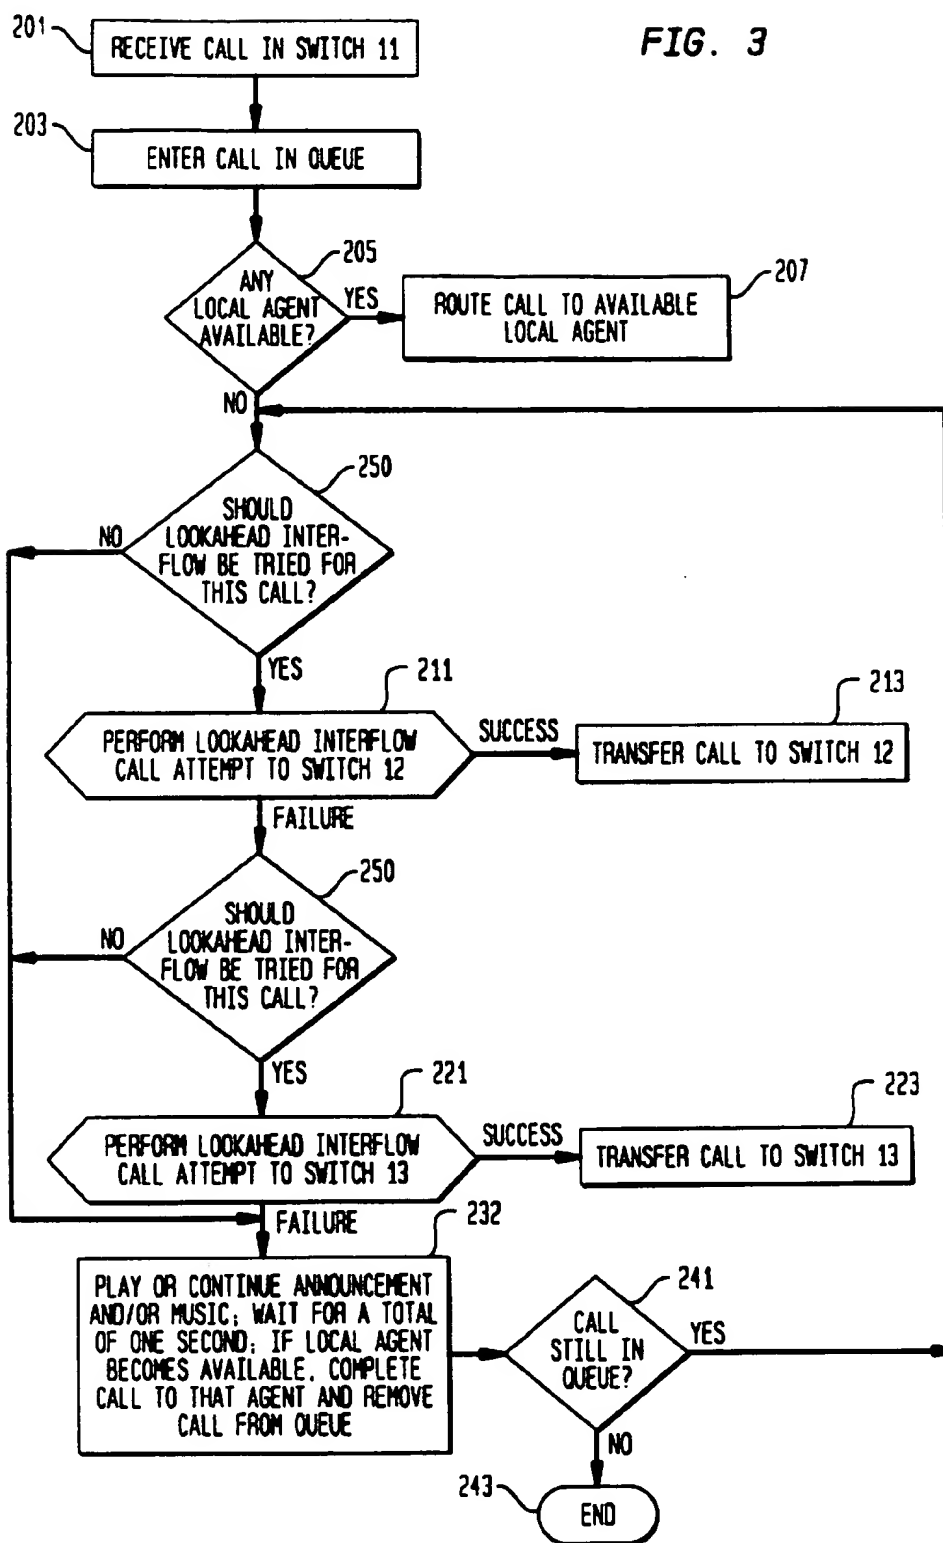 201
RECEIVE CALL IN SWITCH 11
FIG. 3
203
ENTER CALL IN QUEUE
205
ANY
LOCAL AGENT
AVAILABLE?
YES
207
ROUTE CALL TO AVAILABLE
LOCAL AGENT
NO
250
SHOULD
LOOKAHEAD INTER-
FLOW BE TRIED FOR
THIS CALL?
NO
YES
211
PERFORM LOOKAHEAD INTERFLOW
CALL ATTEMPT TO SWITCH 12
SUCCESS
213
TRANSFER CALL TO SWITCH 12
FAILURE
250
SHOULD
LOOKAHEAD INTER-
FLOW BE TRIED FOR
THIS CALL?
NO
YES
221
PERFORM LOOKAHEAD INTERFLOW
CALL ATTEMPT TO SWITCH 13
SUCCESS
223
TRANSFER CALL TO SWITCH 13
FAILURE
232
PLAY OR CONTINUE ANNOUNCEMENT
AND/OR MUSIC; WAIT FOR A TOTAL
OF ONE SECOND; IF LOCAL AGENT
BECOMES AVAILABLE, COMPLETE
CALL TO THAT AGENT AND REMOVE
CALL FROM QUEUE
241
CALL
STILL IN
QUEUE?
YES
NO
243
END